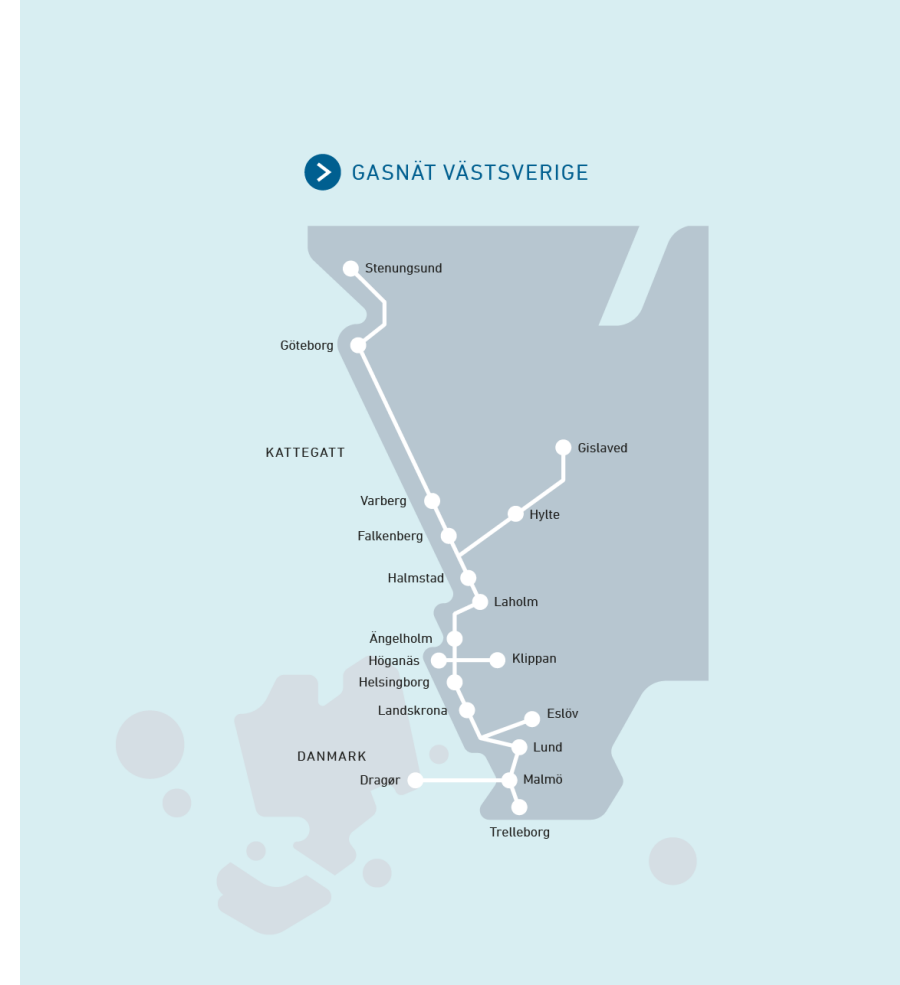 GASNÄT VÄSTSVERIGE
Stenungsund
Göteborg
Gislaved
KATTEGATT
Varberg
Hylte
Falkenberg
Halmstad
Laholm
Ängelholm
Höganäs
Klippan
Helsingborg
Landskrona
Eslöv
Lund
DANMARK
Dragør
Malmö
Trelleborg